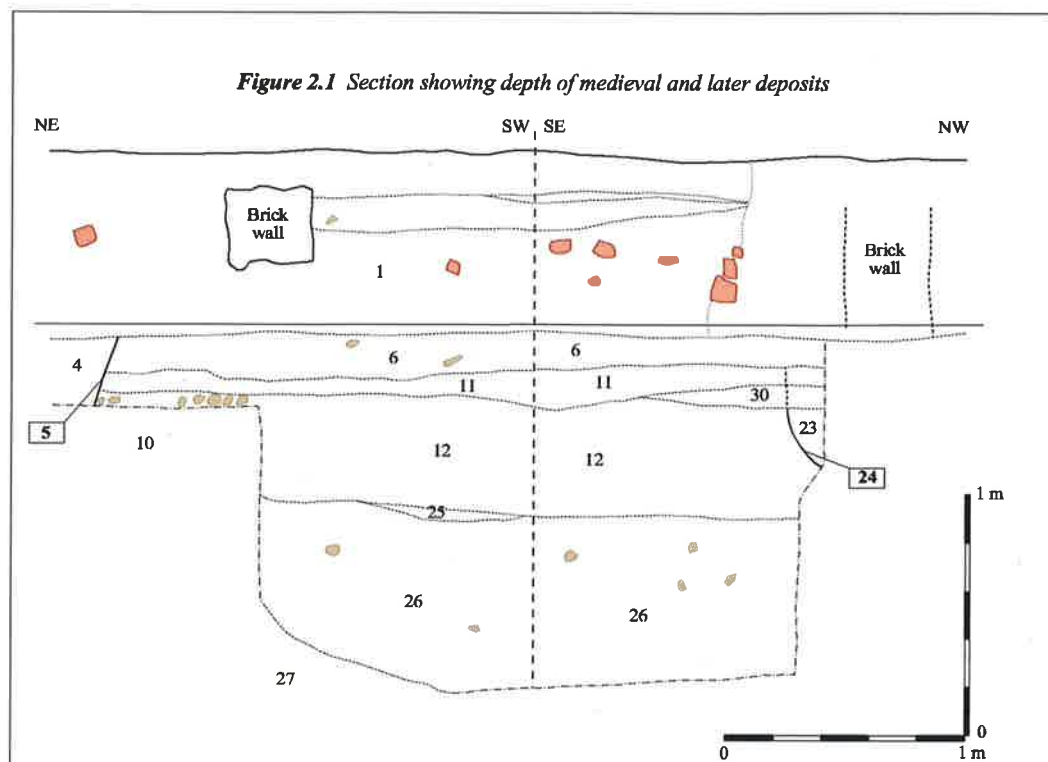 Figure 2.1 Section showing depth of medieval and later deposits
NE
SW
SE
NW
Brick
wall
Brick
wall
1
4
6
6
11
11
30
5
10
23
12
12
24
1 m
25
26
26
27
0
0
1 m